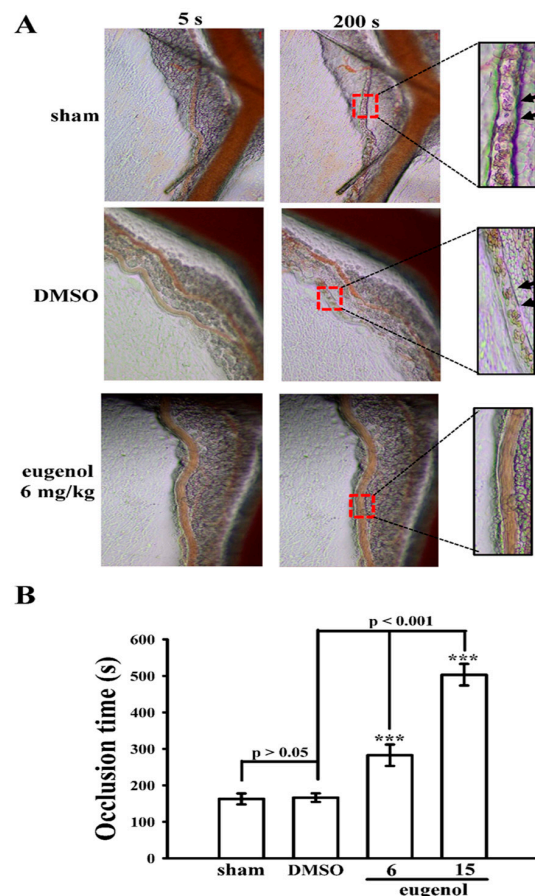 A
5 s 200 s
sham
DMSO
eugenol
6 mg/kg
B
Occlusion time (s)
600
500
400
300
200
100
0
p < 0.001
p > 0.05
***
***
sham DMSO 6 15
eugenol